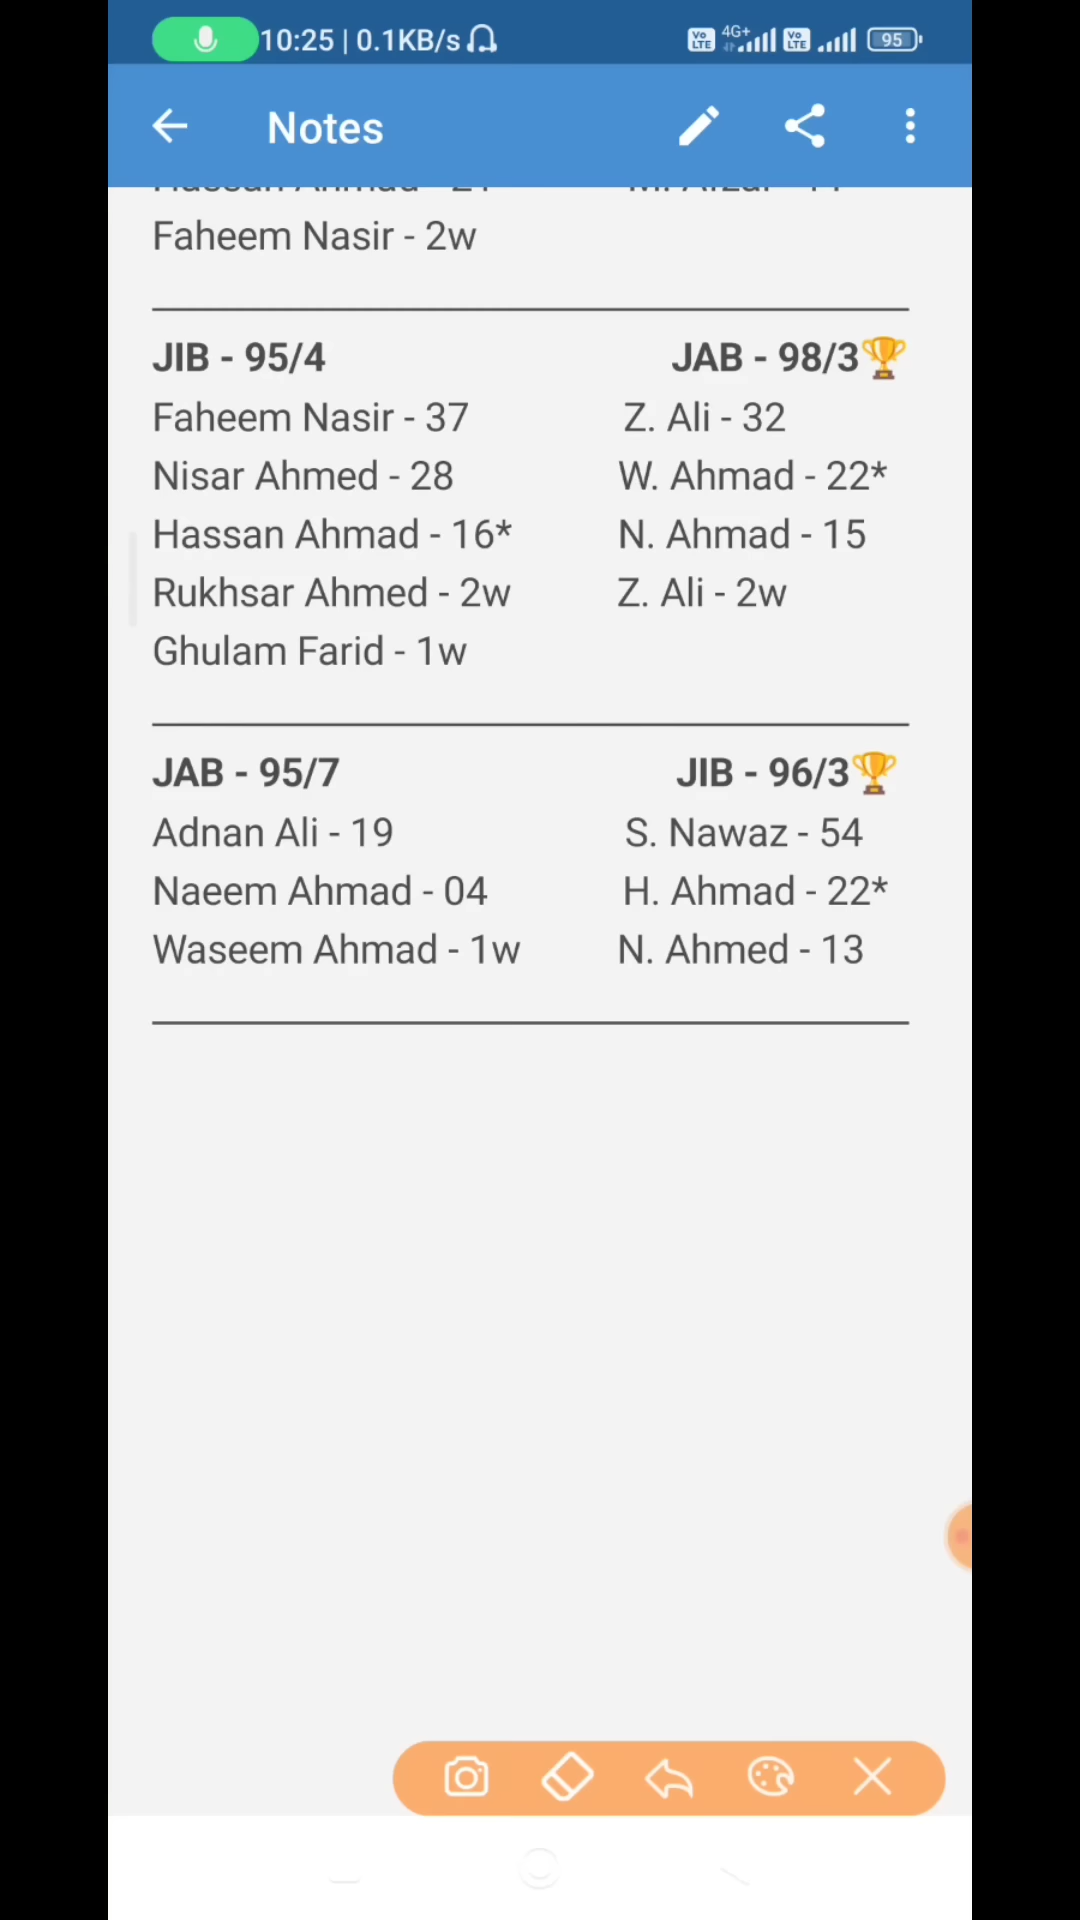 10:25 | 0.1KB/s VoLTE 4G+ VoLTE 95
Notes
Faheem Nasir - 2w
JIB - 95/4 JAB - 98/3🏆
Faheem Nasir - 37 Z. Ali - 32
Nisar Ahmed - 28 W. Ahmad - 22*
Hassan Ahmad - 16* N. Ahmad - 15
Rukhsar Ahmed - 2w Z. Ali - 2w
Ghulam Farid - 1w
JAB - 95/7 JIB - 96/3🏆
Adnan Ali - 19 S. Nawaz - 54
Naeem Ahmad - 04 H. Ahmad - 22*
Waseem Ahmad - 1w N. Ahmed - 13